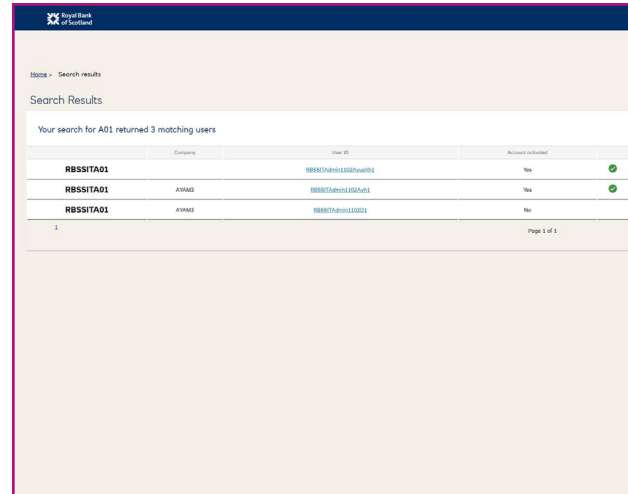 Royal Bank
of Scotland
Home » Search results
Search Results
Your search for A01 returned 3 matching users
Company User ID Account activated
RBSSITA01 RBSSITAdmin1102Ayushh1 Yes
RBSSITA01 AYAM3 RBSSITAdmin1102Ayh1 Yes
RBSSITA01 AYAM3 RBSSITAdmin1102D1 No
1 Page 1 of 1